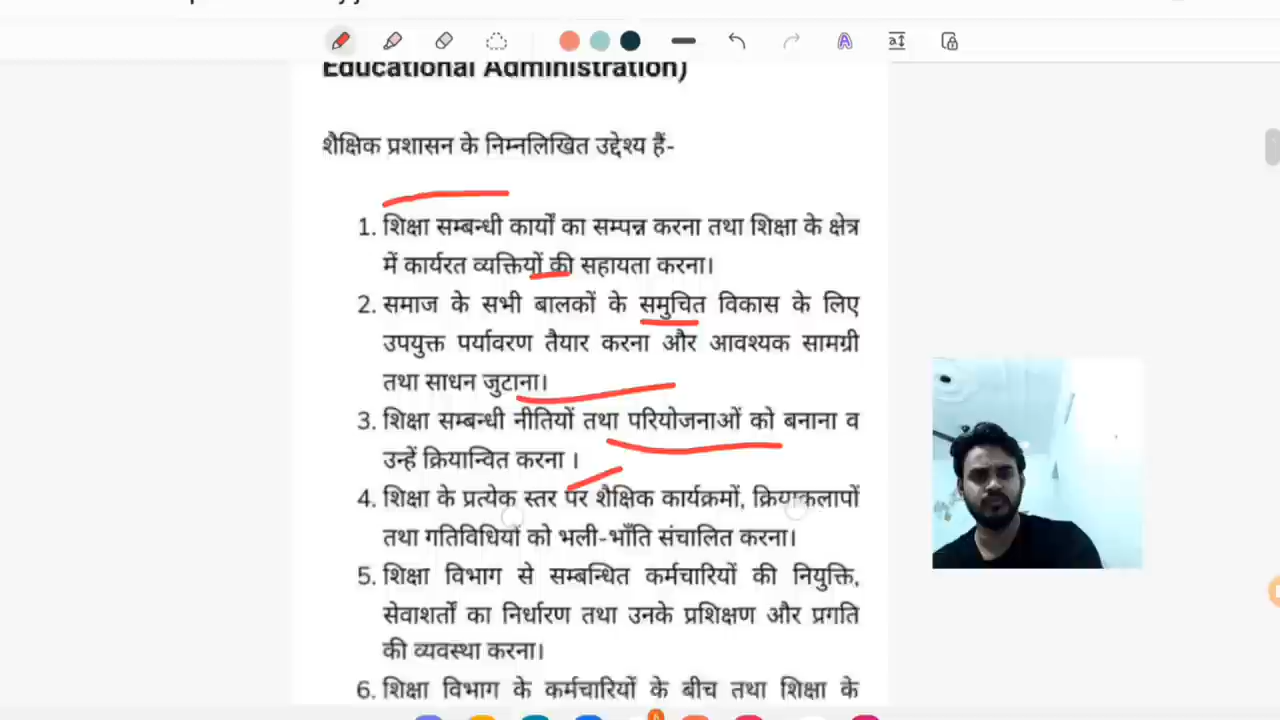 Educational Administration)
शैक्षिक प्रशासन के निम्नलिखित उद्देश्य हैं-
1. शिक्षा सम्बन्धी कार्यों का सम्पन्न करना तथा शिक्षा के क्षेत्र
में कार्यरत व्यक्तियों की सहायता करना।
2. समाज के सभी बालकों के समुचित विकास के लिए
उपयुक्त पर्यावरण तैयार करना और आवश्यक सामग्री
तथा साधन जुटाना।
3. शिक्षा सम्बन्धी नीतियों तथा परियोजनाओं को बनाना व
उन्हें क्रियान्वित करना ।
4. शिक्षा के प्रत्येक स्तर पर शैक्षिक कार्यक्रमों, क्रियाकलापों
तथा गतिविधियों को भली-भाँति संचालित करना।
5. शिक्षा विभाग से सम्बन्धित कर्मचारियों की नियुक्ति,
सेवाशर्तों का निर्धारण तथा उनके प्रशिक्षण और प्रगति
की व्यवस्था करना।
6. शिक्षा विभाग के कर्मचारियों के बीच तथा शिक्षा के